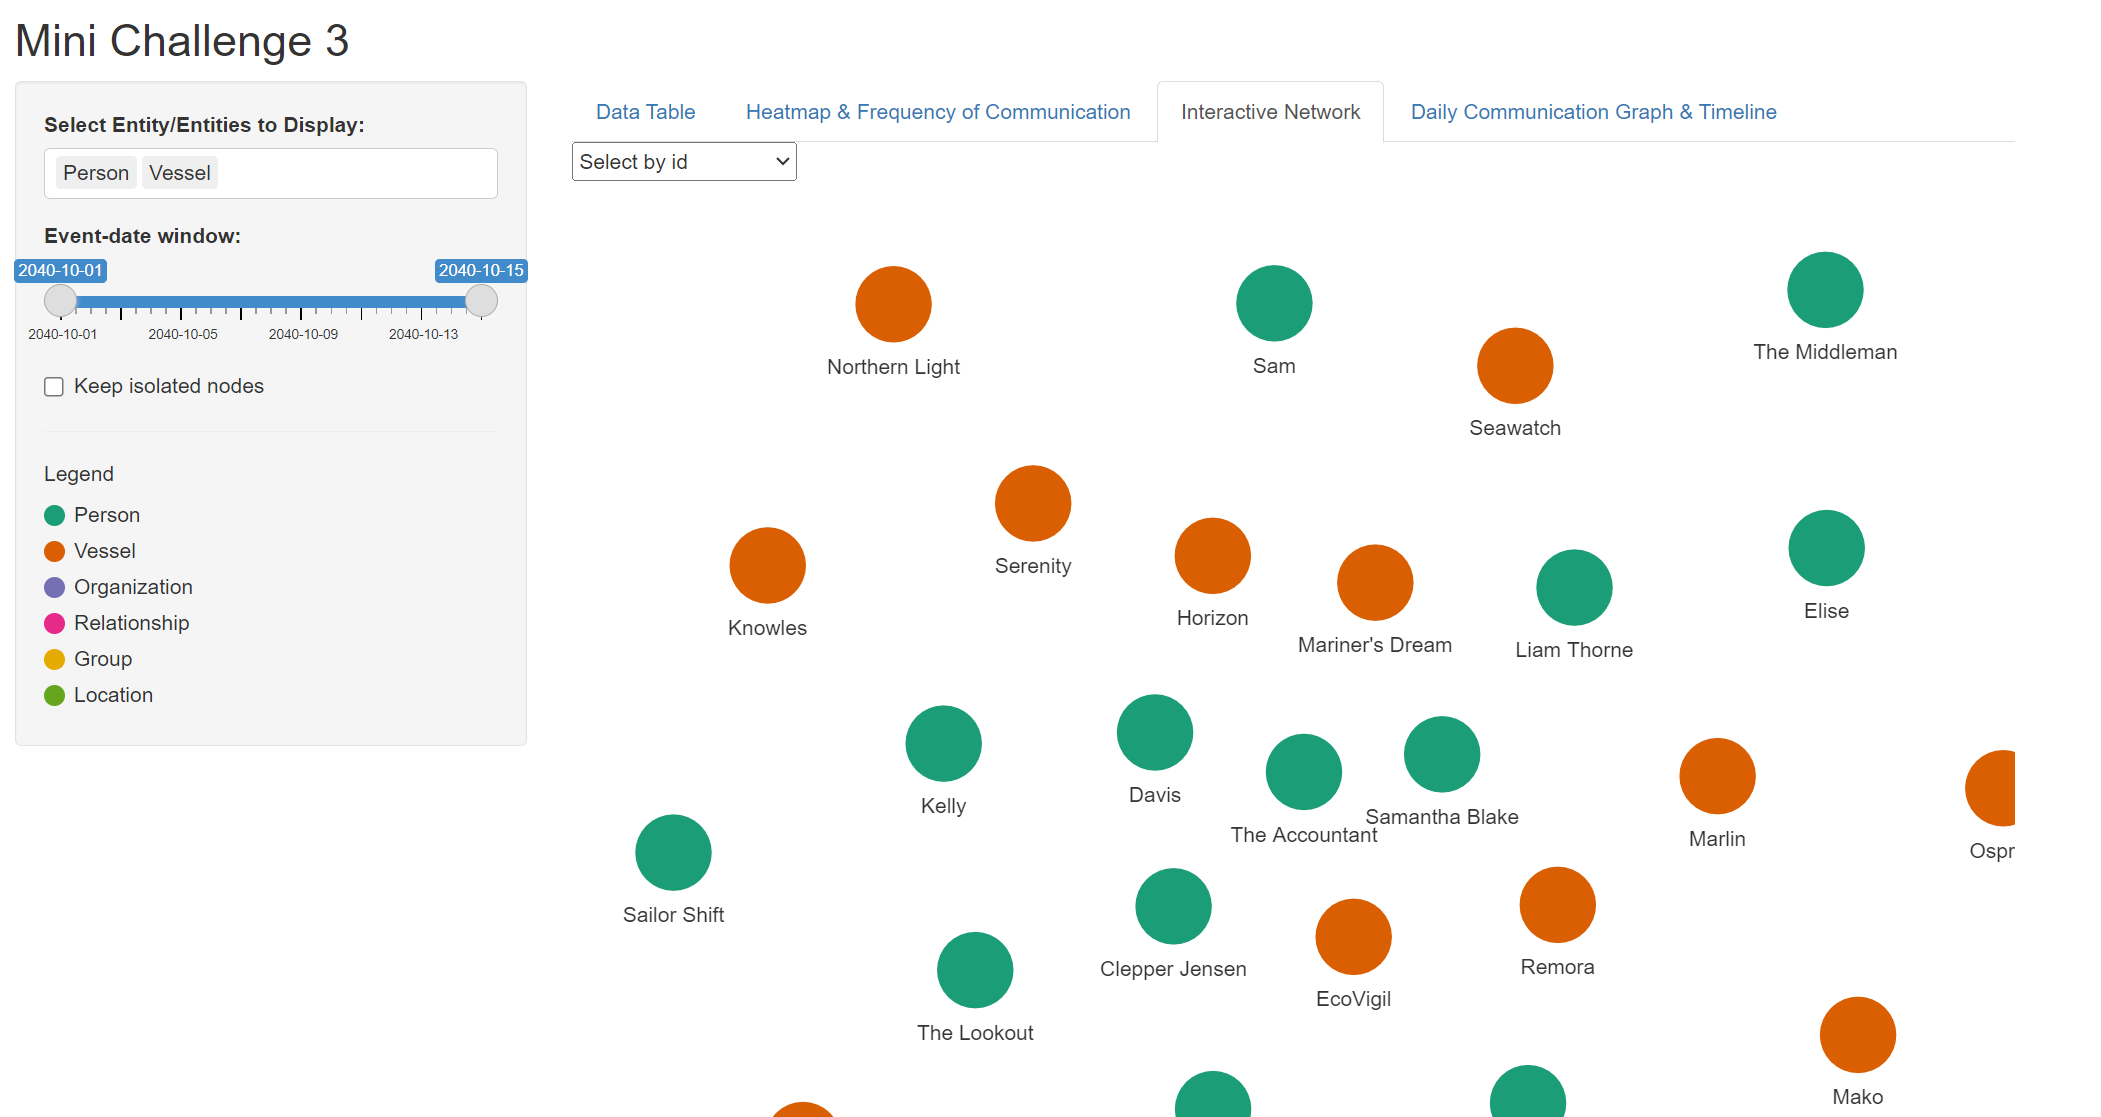 Mini Challenge 3
Select Entity/Entities to Display:
Person Vessel
Event-date window:
2040-10-01 2040-10-15
2040-10-01 2040-10-05 2040-10-09 2040-10-13
Keep isolated nodes
Legend
Person
Vessel
Organization
Relationship
Group
Location
Data Table Heatmap & Frequency of Communication Interactive Network Daily Communication Graph & Timeline
Select by id
Northern Light
Sam
The Middleman
Seawatch
Serenity
Knowles
Horizon
Mariner's Dream
Liam Thorne
Elise
Kelly
Davis
The Accountant
Samantha Blake
Marlin
Ospr
Sailor Shift
Clepper Jensen
Remora
EcoVigil
The Lookout
Mako